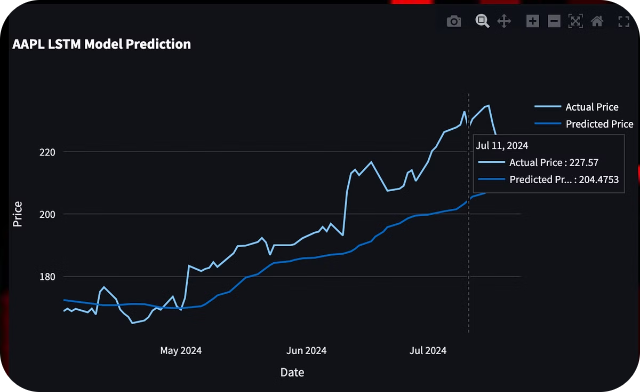 AAPL LSTM Model Prediction
Actual Price
Predicted Price
Jul 11, 2024
Actual Price : 227.57
Predicted Pr... : 204.4753
220
200
180
Price
May 2024
Jun 2024
Jul 2024
Date